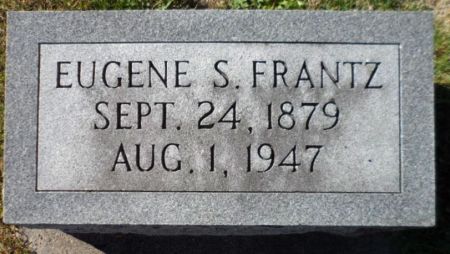 EUGENE S. FRANTZ
SEPT. 24, 1879
AUG. 1, 1947